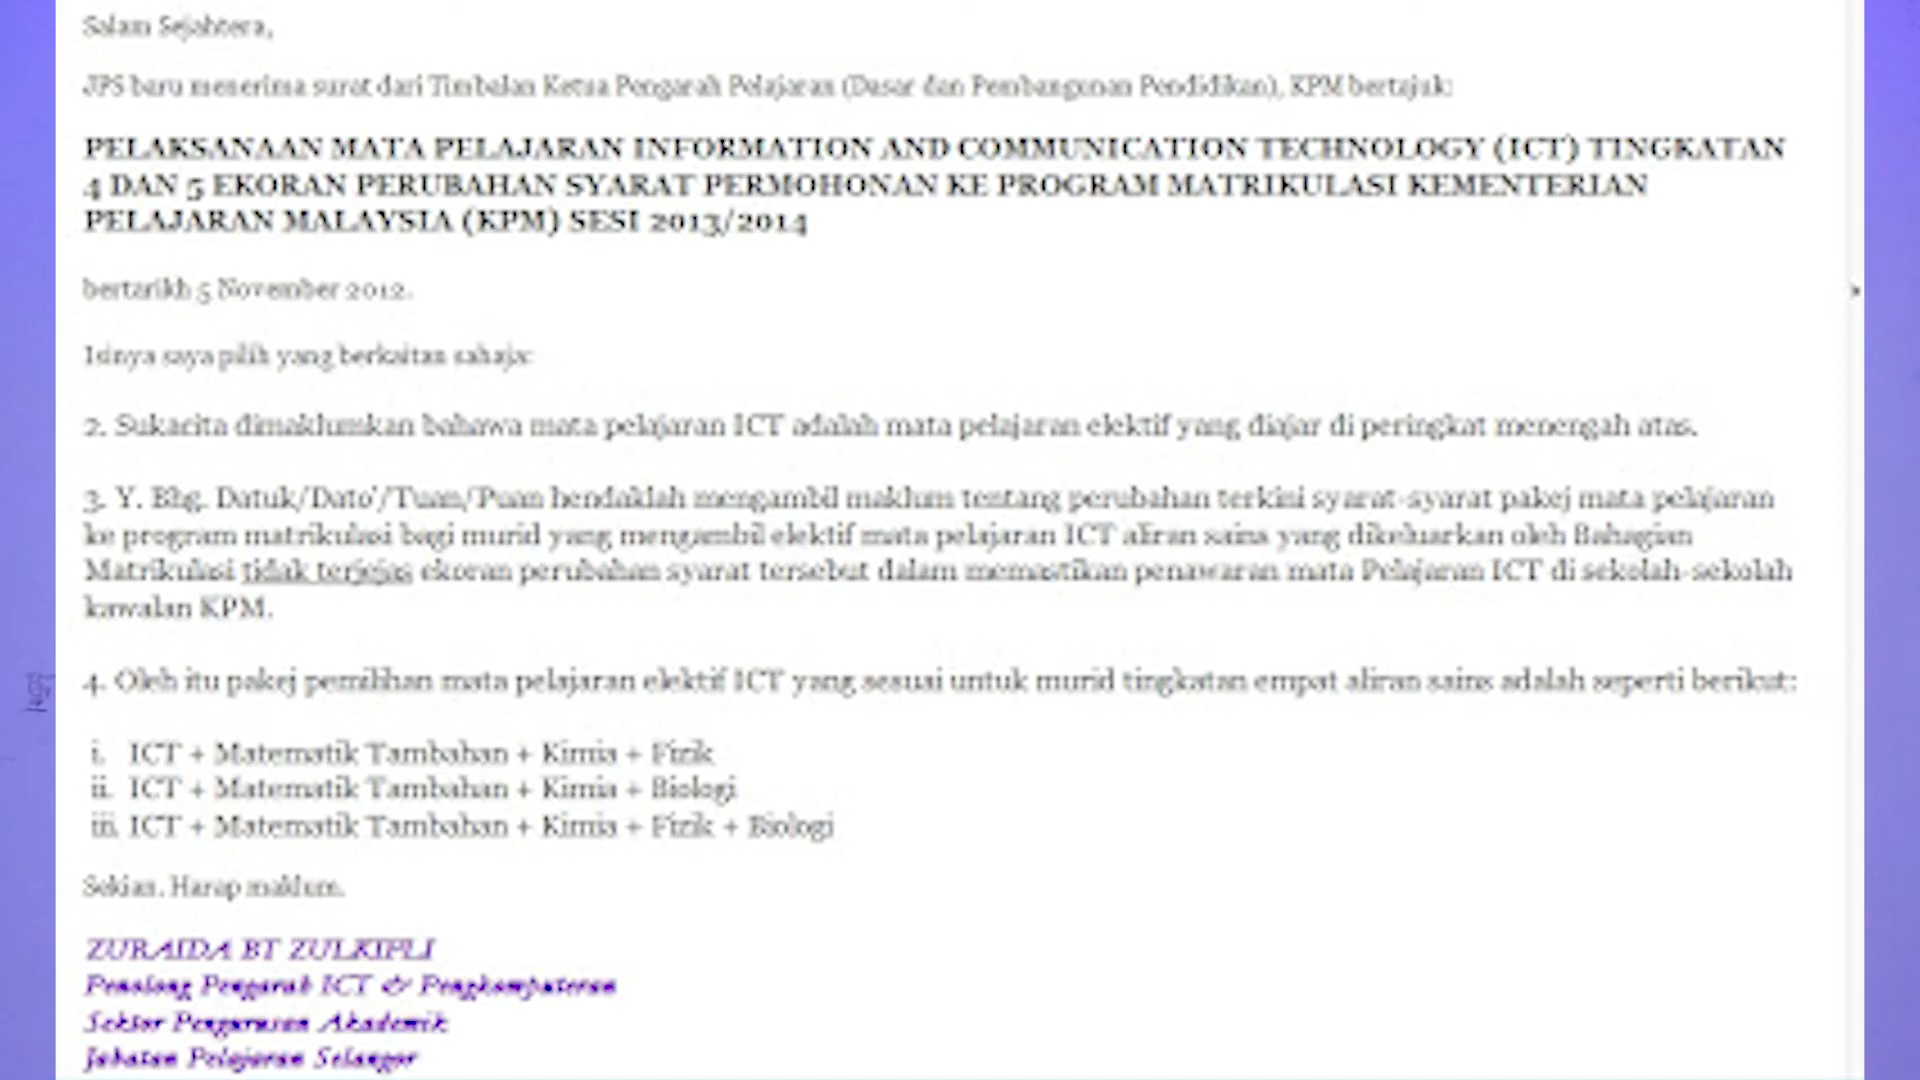 Salam Sejahtera,
JPS baru menerima surat dari Timbalan Ketua Pengarah Pelajaran (Dasar dan Pembangunan Pendidikan), KPM bertajuk:
PELAKSANAAN MATA PELAJARAN INFORMATION AND COMMUNICATION TECHNOLOGY (ICT) TINGKATAN
4 DAN 5 EKORAN PERUBAHAN SYARAT PERMOHONAN KE PROGRAM MATRIKULASI KEMENTERIAN
PELAJARAN MALAYSIA (KPM) SESI 2013/2014
bertarikh 5 November 2012.
Isinya saya pilih yang berkaitan sahaja:
2. Sukacita dimaklumkan bahawa mata pelajaran ICT adalah mata pelajaran elektif yang diajar di peringkat menengah atas.
3. Y. Bhg. Datuk/Dato'/Tuan/Puan hendaklah mengambil maklum tentang perubahan terkini syarat-syarat pakej mata pelajaran
ke program matrikulasi bagi murid yang mengambil elektif mata pelajaran ICT aliran sains yang dikeluarkan oleh Bahagian
Matrikulasi tidak terjejas ekoran perubahan syarat tersebut dalam memastikan penawaran mata Pelajaran ICT di sekolah-sekolah
kawalan KPM.
4. Oleh itu pakej pemilihan mata pelajaran elektif ICT yang sesuai untuk murid tingkatan empat aliran sains adalah seperti berikut:
i. ICT + Matematik Tambahan + Kimia + Fizik
ii. ICT + Matematik Tambahan + Kimia + Biologi
iii. ICT + Matematik Tambahan + Kimia + Fizik + Biologi
Sekian. Harap maklum.
ZURAIDA BT ZULKIFLI
Penolong Pengarah ICT & Pengkomputeran
Sektor Pengurusan Akademik
Jabatan Pelajaran Selangor